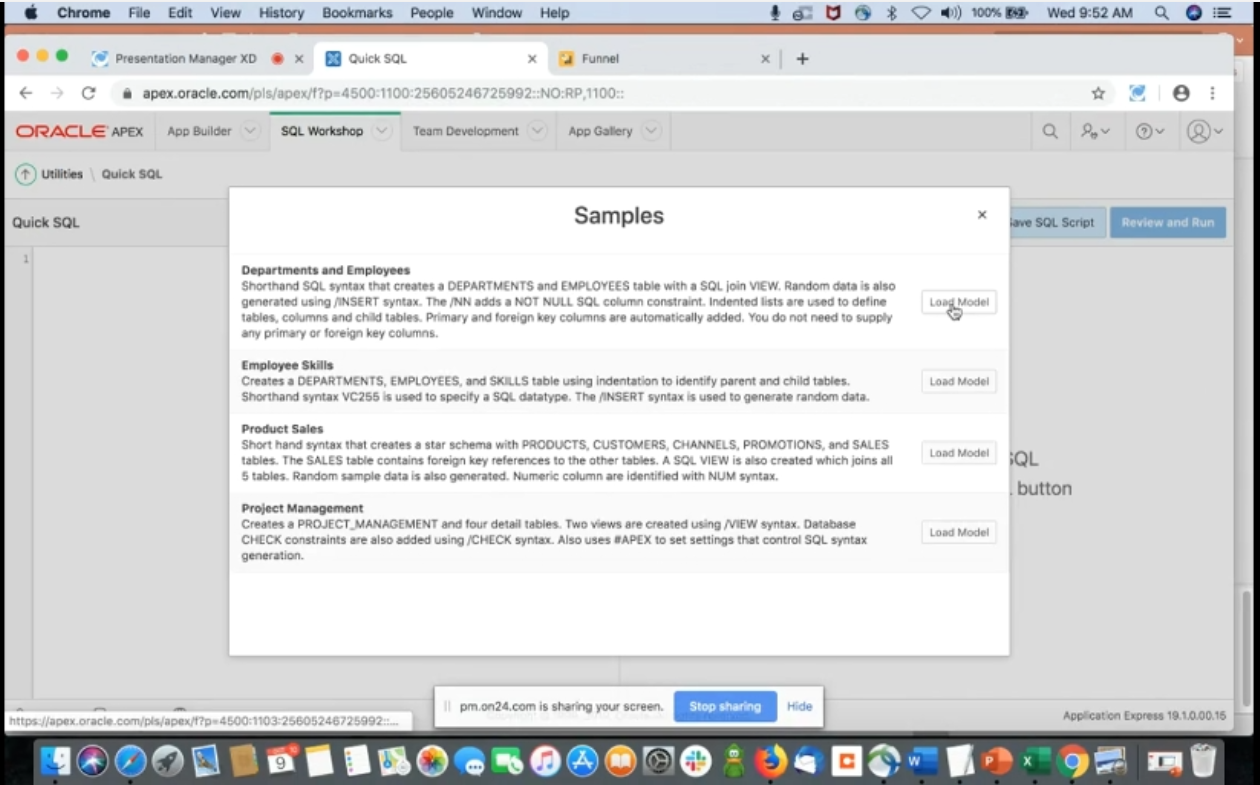 Chrome File Edit View History Bookmarks People Window Help 100% Wed 9:52 AM
Presentation Manager XD Quick SQL Funnel
apex.oracle.com/pls/apex/f?p=4500:1100:25605246725992::NO:RP,1100::
ORACLE APEX App Builder SQL Workshop Team Development App Gallery
Utilities \ Quick SQL
Quick SQL Save SQL Script Review and Run
1
Samples
Departments and Employees
Shorthand SQL syntax that creates a DEPARTMENTS and EMPLOYEES table with a SQL join VIEW. Random data is also
generated using /INSERT syntax. The /NN adds a NOT NULL SQL column constraint. Indented lists are used to define
tables, columns and child tables. Primary and foreign key columns are automatically added. You do not need to supply
any primary or foreign key columns.
Load Model
Employee Skills
Creates a DEPARTMENTS, EMPLOYEES, and SKILLS table using indentation to identify parent and child tables.
Shorthand syntax VC255 is used to specify a SQL datatype. The /INSERT syntax is used to generate random data.
Load Model
Product Sales
Short hand syntax that creates a star schema with PRODUCTS, CUSTOMERS, CHANNELS, PROMOTIONS, and SALES
tables. The SALES table contains foreign key references to the other tables. A SQL VIEW is also created which joins all
5 tables. Random sample data is also generated. Numeric column are identified with NUM syntax.
Load Model
SQL
button
Project Management
Creates a PROJECT_MANAGEMENT and four detail tables. Two views are created using /VIEW syntax. Database
CHECK constraints are also added using /CHECK syntax. Also uses #APEX to set settings that control SQL syntax
generation.
Load Model
pm.on24.com is sharing your screen. Stop sharing Hide
https://apex.oracle.com/pls/apex/f?p=4500:1103:25605246725992::...
Application Express 19.1.0.00.15
9